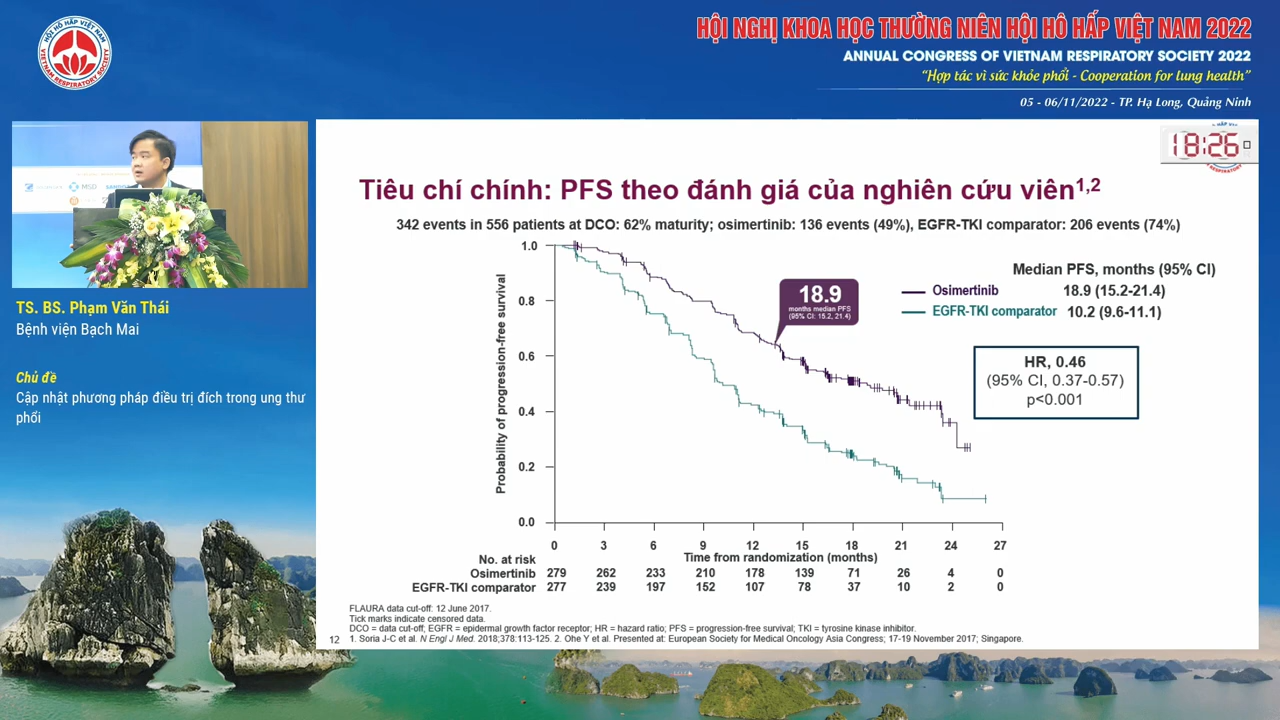 HỘI HÔ HẤP VIỆT NAM
VIETNAM RESPIRATORY SOCIETY
HỘI NGHỊ KHOA HỌC THƯỜNG NIÊN HỘI HÔ HẤP VIỆT NAM 2022
ANNUAL CONGRESS OF VIETNAM RESPIRATORY SOCIETY 2022
“Hợp tác vì sức khỏe phổi - Cooperation for lung health”
05 - 06/11/2022 - TP. Hạ Long, Quảng Ninh
MSD
TS. BS. Phạm Văn Thái
Bệnh viện Bạch Mai
Chủ đề
Cập nhật phương pháp điều trị đích trong ung thư
phổi
18:26
Tiêu chí chính: PFS theo đánh giá của nghiên cứu viên1,2
342 events in 556 patients at DCO: 62% maturity; osimertinib: 136 events (49%), EGFR-TKI comparator: 206 events (74%)
Probability of progression-free survival
1.0
0.8
0.6
0.4
0.2
0.0
18.9
months median PFS
(95% CI: 15.2, 21.4)
Median PFS, months (95% CI)
Osimertinib 18.9 (15.2-21.4)
EGFR-TKI comparator 10.2 (9.6-11.1)
HR, 0.46
(95% CI, 0.37-0.57)
p<0.001
0 3 6 9 12 15 18 21 24 27
Time from randomization (months)
No. at risk
Osimertinib 279 262 233 210 178 139 71 26 4 0
EGFR-TKI comparator 277 239 197 152 107 78 37 10 2 0
FLAURA data cut-off: 12 June 2017.
Tick marks indicate censored data.
DCO = data cut-off; EGFR = epidermal growth factor receptor; HR = hazard ratio; PFS = progression-free survival; TKI = tyrosine kinase inhibitor.
12 1. Soria J-C et al. N Engl J Med. 2018;378:113-125. 2. Ohe Y et al. Presented at: European Society for Medical Oncology Asia Congress; 17-19 November 2017; Singapore.